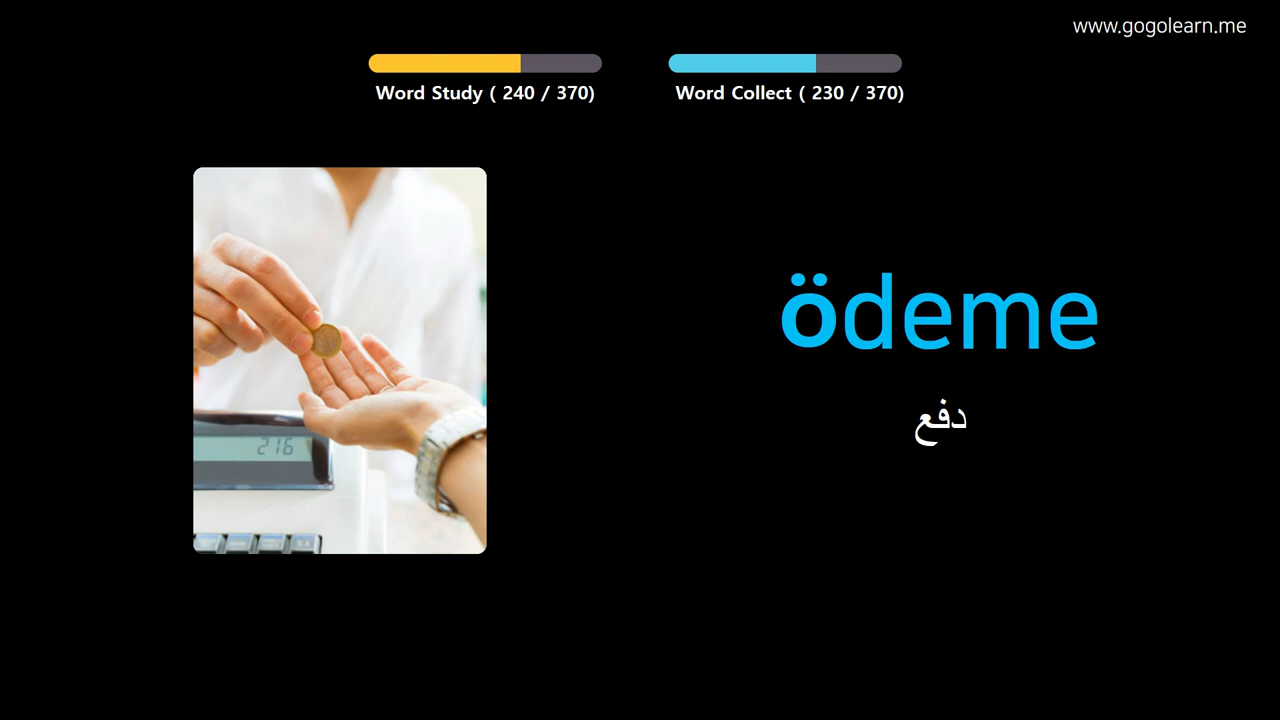 www.gogolearn.me
Word Study ( 240 / 370)
Word Collect ( 230 / 370)
ödeme
دفع
216